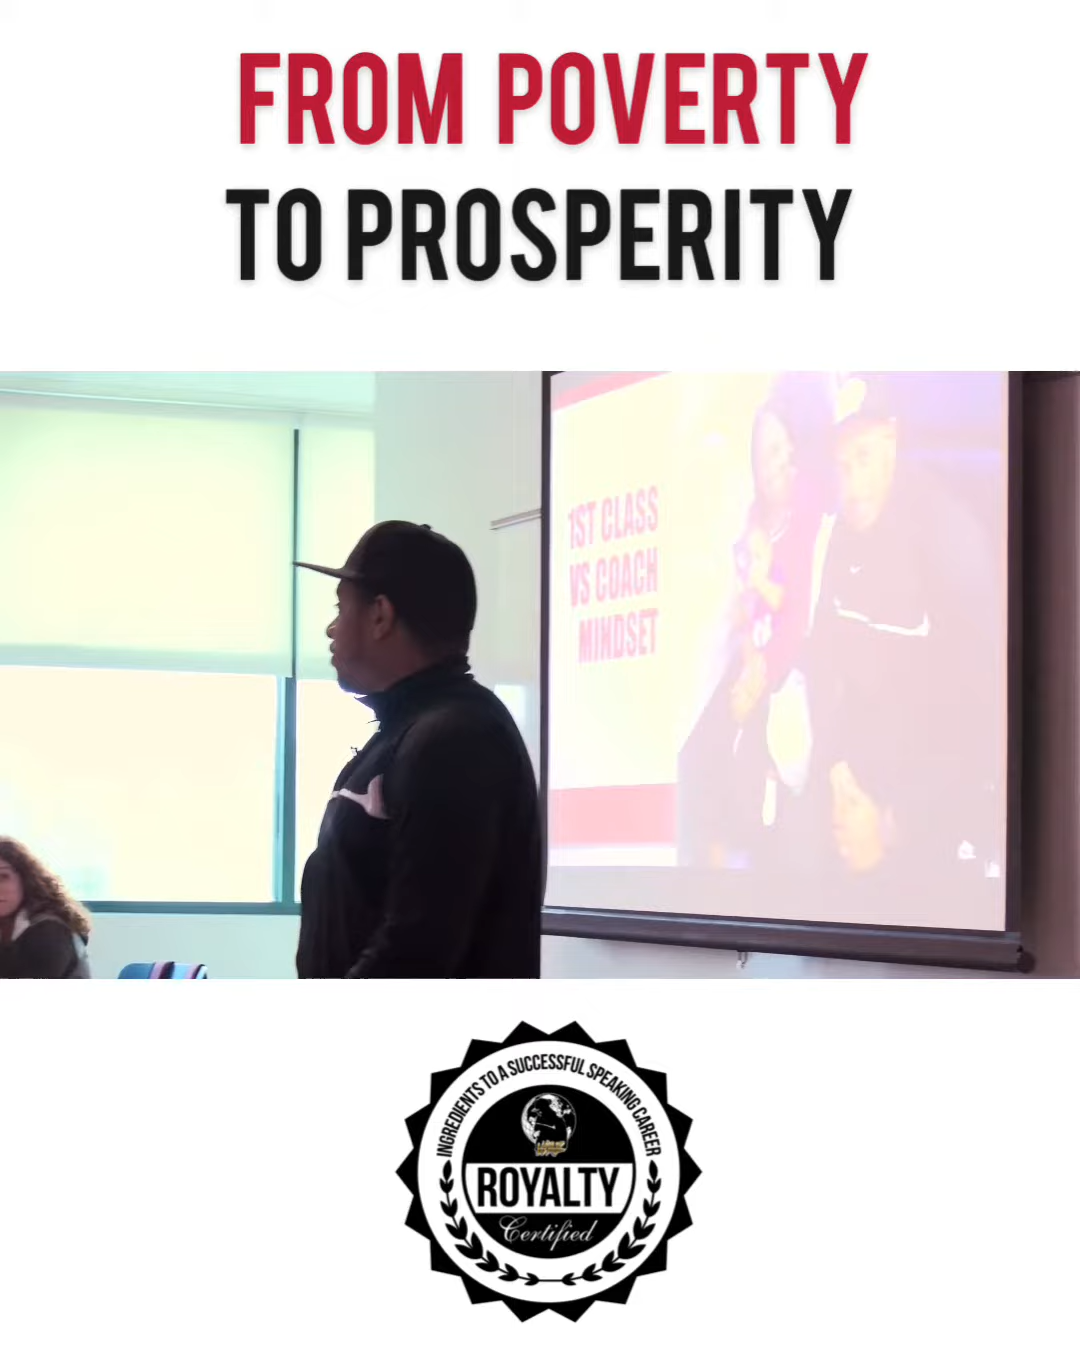 FROM POVERTY
TO PROSPERITY
1ST CLASS
VS COACH
MINDSET
INGREDIENTS TO A SUCCESSFUL SPEAKING CAREER
ROYALTY
Certified